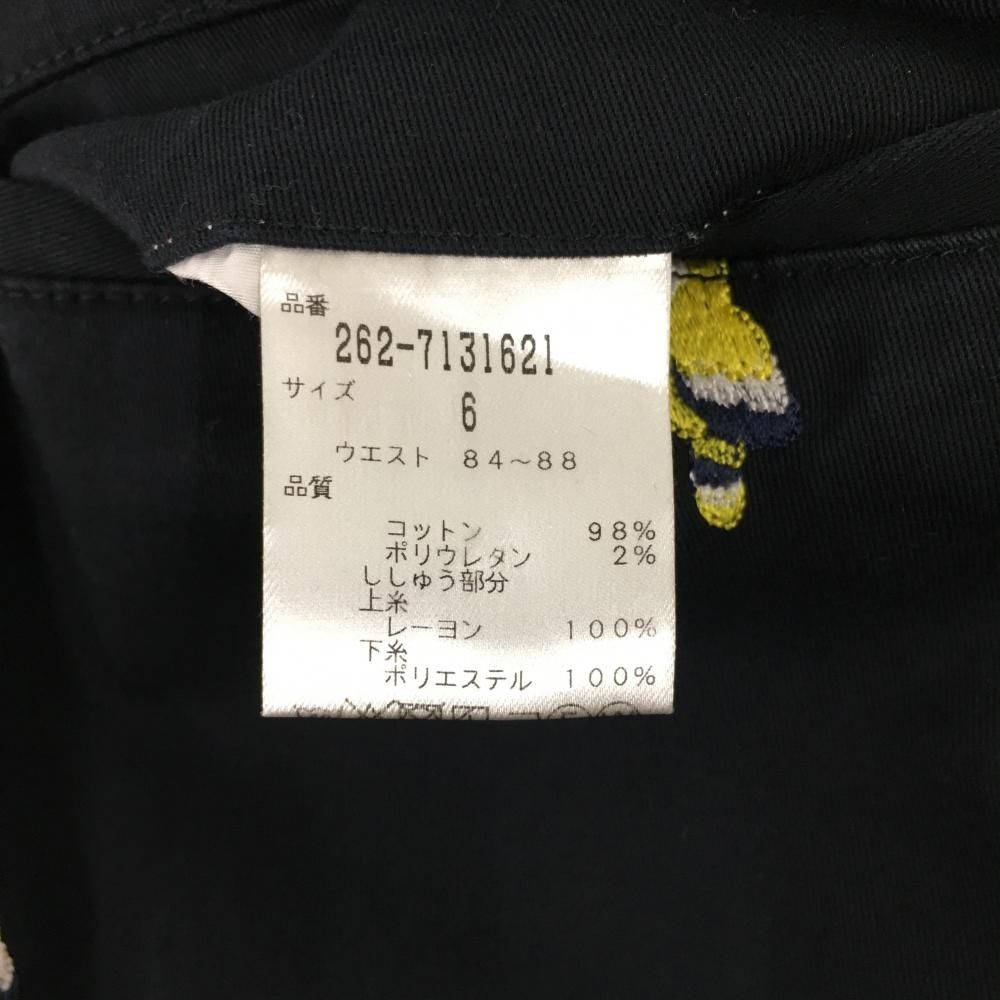 品番
262-7131621
サイズ
6
ウエスト 84~88
品質
コットン 98%
ポリウレタン 2%
ししゅう部分
上糸
レーヨン 100%
下糸
ポリエステル 100%